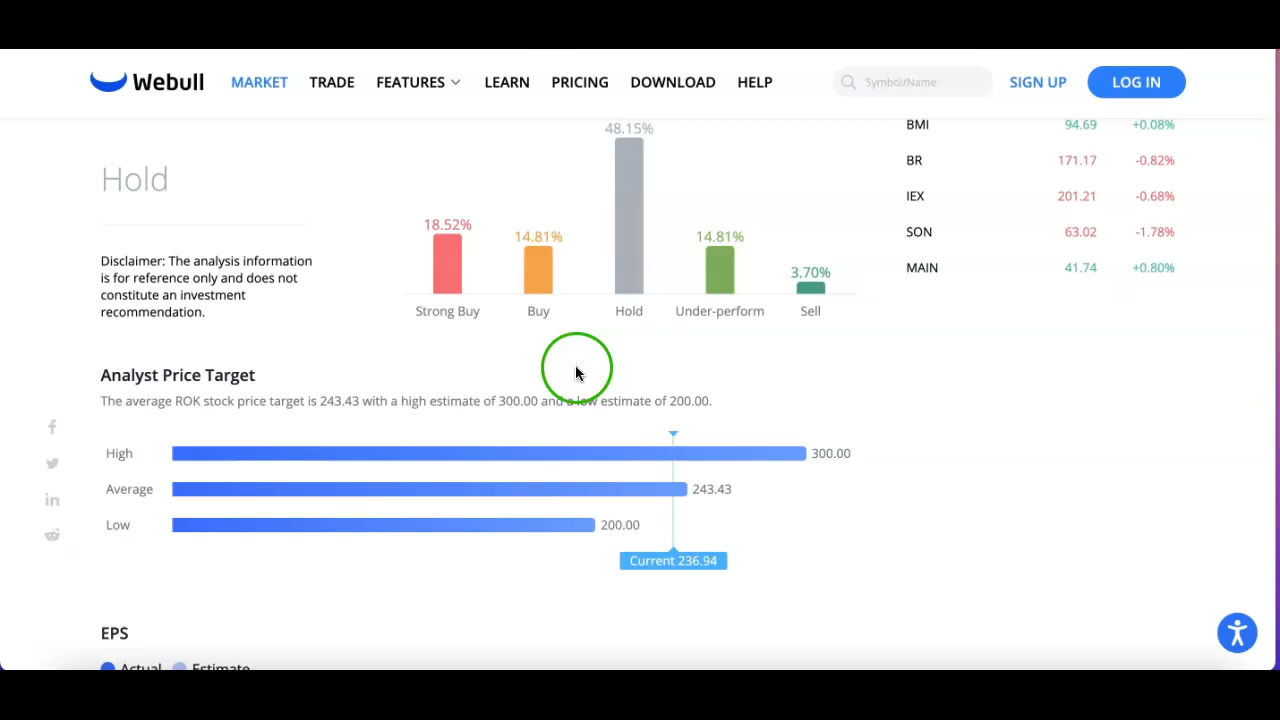 Webull MARKET TRADE FEATURES LEARN PRICING DOWNLOAD HELP Symbol/Name SIGN UP LOG IN
Hold
Disclaimer: The analysis information
is for reference only and does not
constitute an investment
recommendation.
48.15%
18.52%
14.81%
14.81%
3.70%
Strong Buy Buy Hold Under-perform Sell
BMI 94.69 +0.08%
BR 171.17 -0.82%
IEX 201.21 -0.68%
SON 63.02 -1.78%
MAIN 41.74 +0.80%
Analyst Price Target
The average ROK stock price target is 243.43 with a high estimate of 300.00 and a low estimate of 200.00.
High 300.00
Average 243.43
Low 200.00
Current 236.94
EPS
Actual Estimate